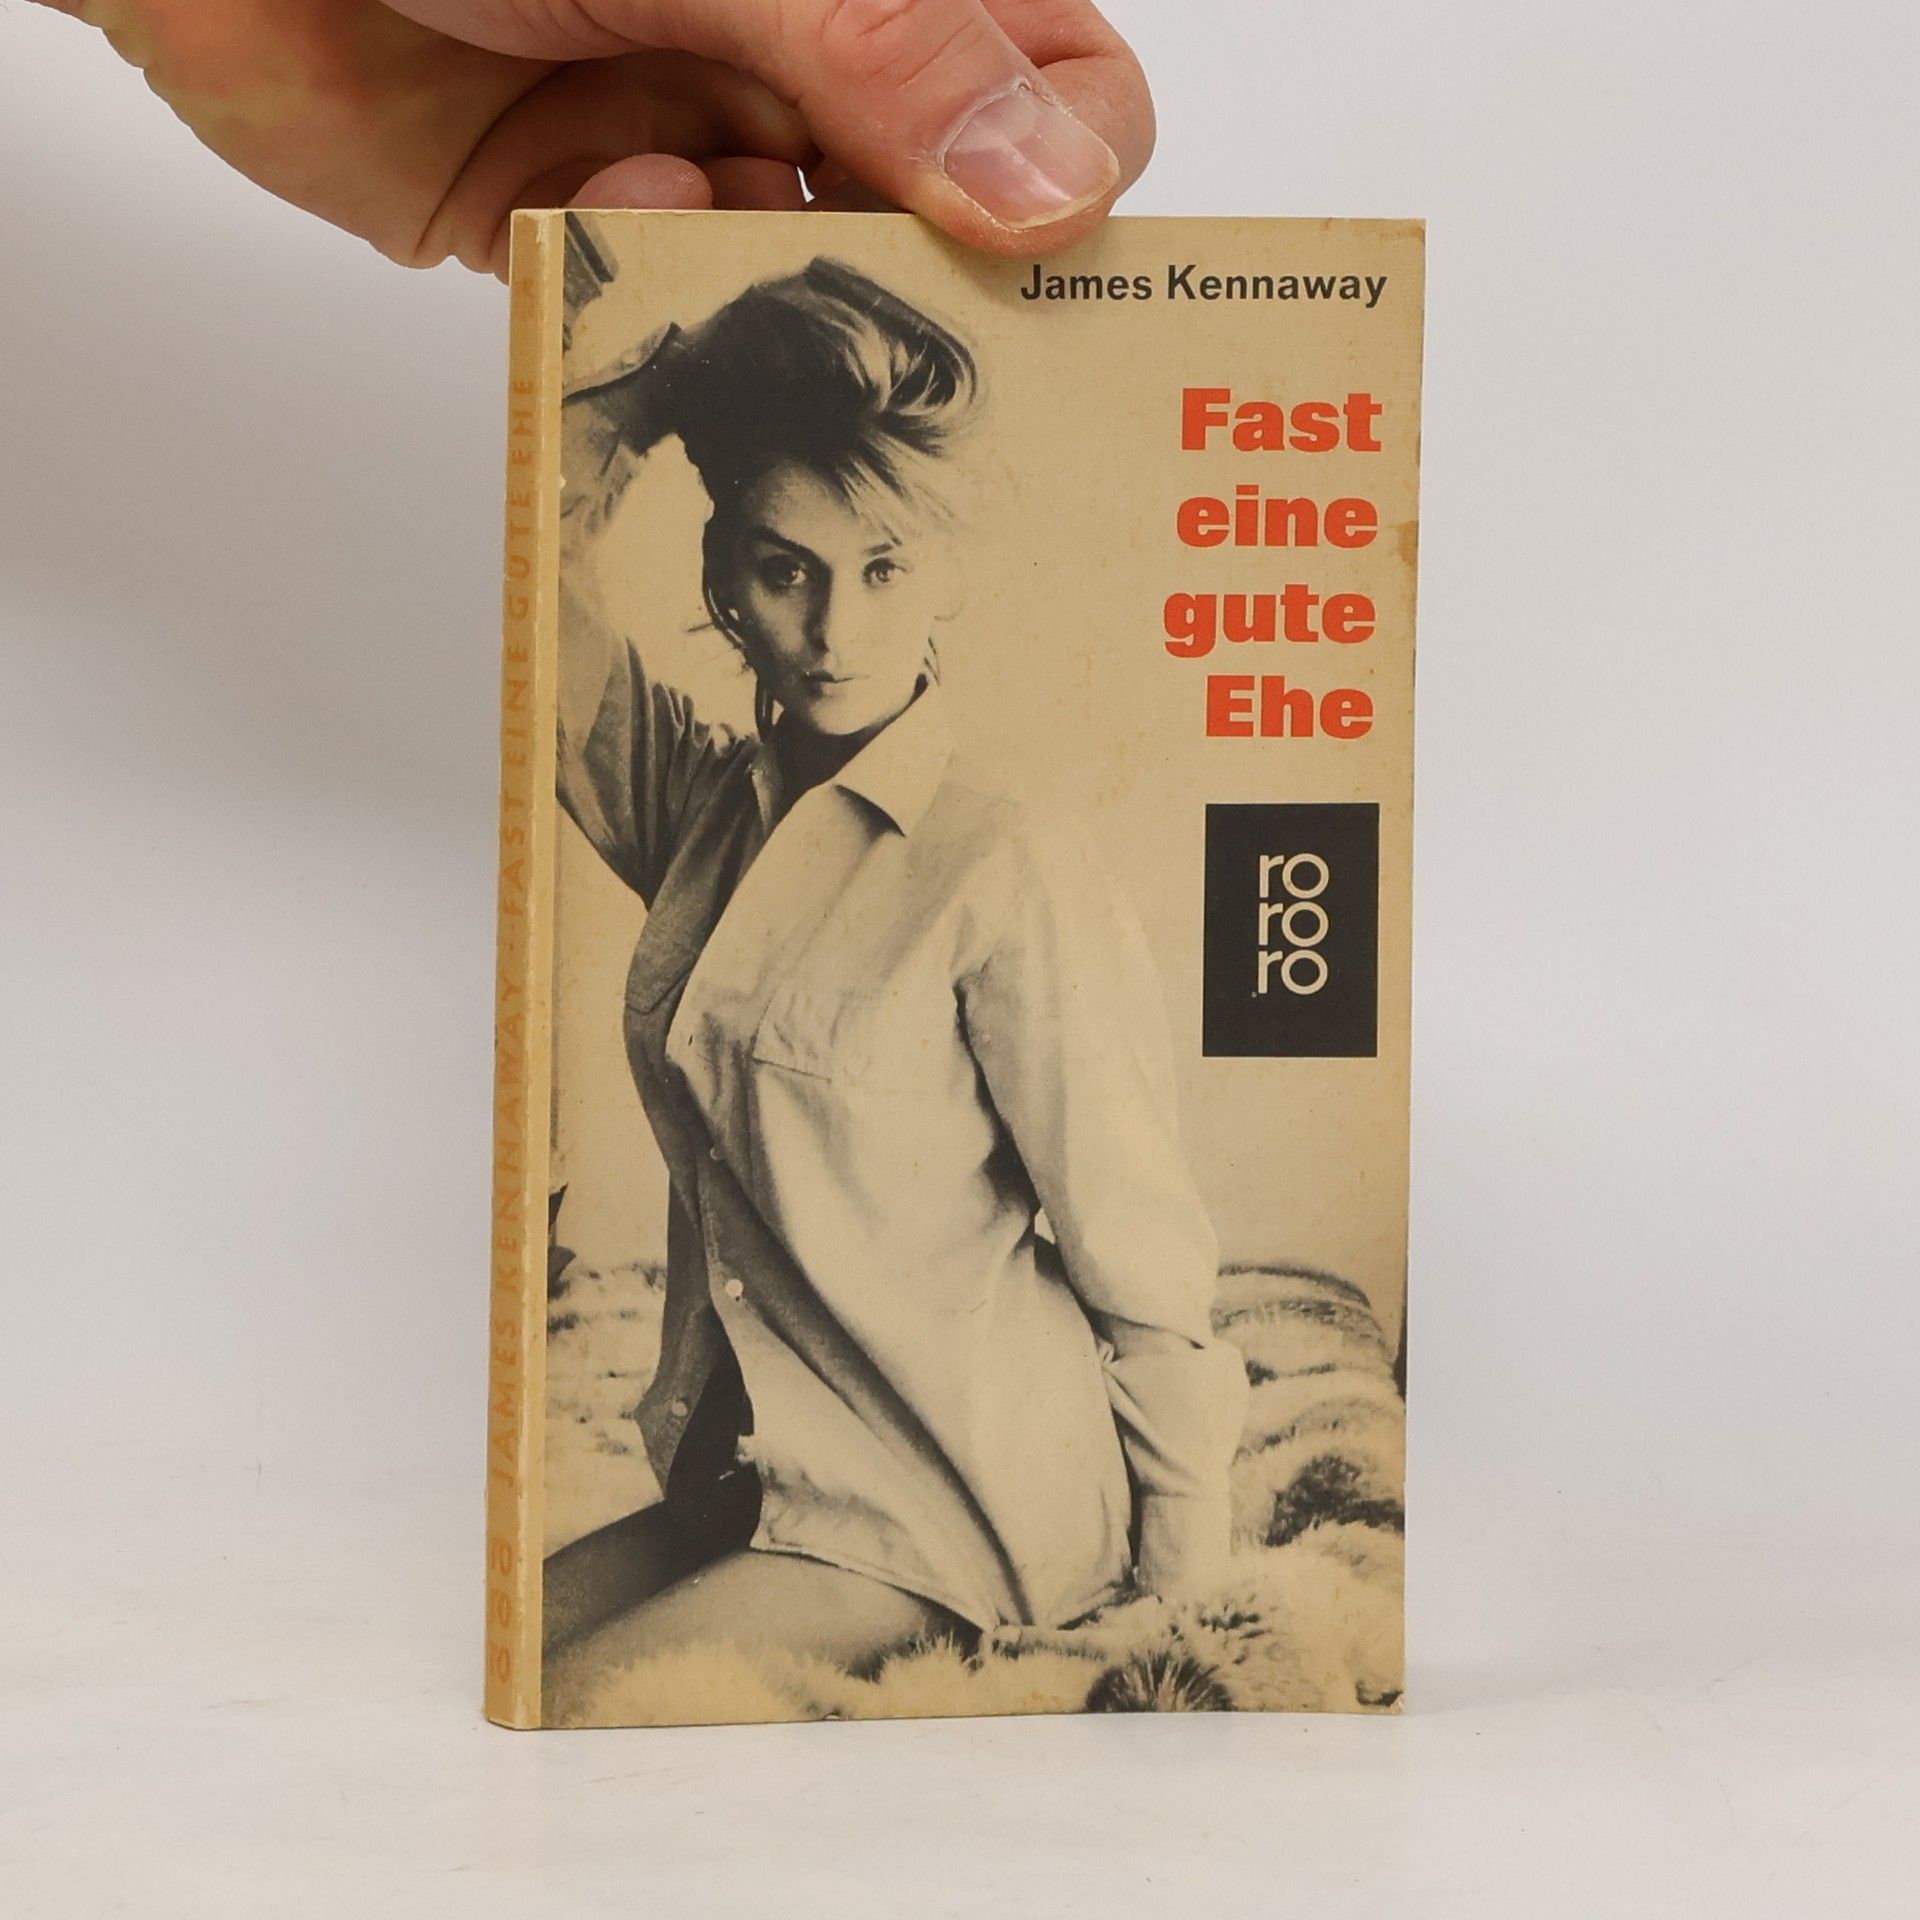 James Kennaway
Fast
eine
gute
Ehe
ro
ro
ro
JAMES KENNAWAY · FAST EINE GUTE EHE